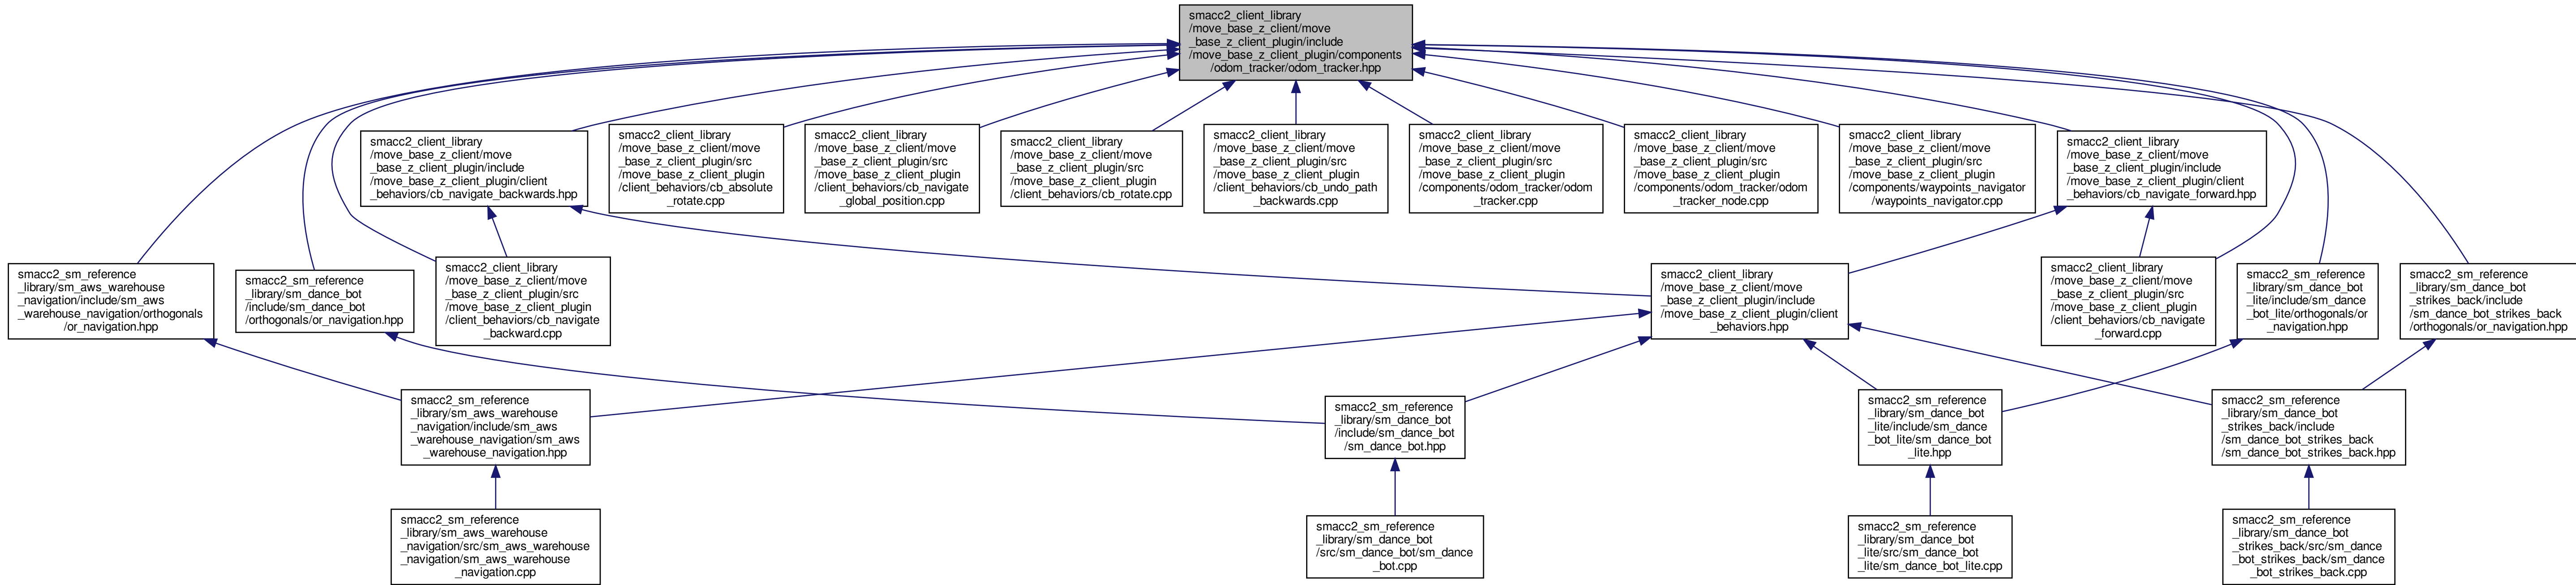 smacc2_client_library
/move_base_z_client/move
_base_z_client_plugin/include
/move_base_z_client_plugin/components
/odom_tracker/odom_tracker.hpp
smacc2_client_library
/move_base_z_client/move
_base_z_client_plugin/include
/move_base_z_client_plugin/client
_behaviors/cb_navigate_backwards.hpp
smacc2_client_library
/move_base_z_client/move
_base_z_client_plugin/src
/move_base_z_client_plugin
/client_behaviors/cb_absolute
_rotate.cpp
smacc2_client_library
/move_base_z_client/move
_base_z_client_plugin/src
/move_base_z_client_plugin
/client_behaviors/cb_navigate
_global_position.cpp
smacc2_client_library
/move_base_z_client/move
_base_z_client_plugin/src
/move_base_z_client_plugin
/client_behaviors/cb_rotate.cpp
smacc2_client_library
/move_base_z_client/move
_base_z_client_plugin/src
/move_base_z_client_plugin
/client_behaviors/cb_undo_path
_backwards.cpp
smacc2_client_library
/move_base_z_client/move
_base_z_client_plugin/src
/move_base_z_client_plugin
/components/odom_tracker/odom
_tracker.cpp
smacc2_client_library
/move_base_z_client/move
_base_z_client_plugin/src
/move_base_z_client_plugin
/components/odom_tracker/odom
_tracker_node.cpp
smacc2_client_library
/move_base_z_client/move
_base_z_client_plugin/src
/move_base_z_client_plugin
/components/waypoints_navigator
/waypoints_navigator.cpp
smacc2_client_library
/move_base_z_client/move
_base_z_client_plugin/include
/move_base_z_client_plugin/client
_behaviors/cb_navigate_forward.hpp
smacc2_sm_reference
_library/sm_aws_warehouse
_navigation/include/sm_aws
_warehouse_navigation/orthogonals
/or_navigation.hpp
smacc2_sm_reference
_library/sm_dance_bot
/include/sm_dance_bot
/orthogonals/or_navigation.hpp
smacc2_client_library
/move_base_z_client/move
_base_z_client_plugin/src
/move_base_z_client_plugin
/client_behaviors/cb_navigate
_backward.cpp
smacc2_client_library
/move_base_z_client/move
_base_z_client_plugin/include
/move_base_z_client_plugin/client
_behaviors.hpp
smacc2_client_library
/move_base_z_client/move
_base_z_client_plugin/src
/move_base_z_client_plugin
/client_behaviors/cb_navigate
_forward.cpp
smacc2_sm_reference
_library/sm_dance_bot
_lite/include/sm_dance
_bot_lite/orthogonals/or
_navigation.hpp
smacc2_sm_reference
_library/sm_dance_bot
_strikes_back/include
/sm_dance_bot_strikes_back
/orthogonals/or_navigation.hpp
smacc2_sm_reference
_library/sm_aws_warehouse
_navigation/include/sm_aws
_warehouse_navigation/sm_aws
_warehouse_navigation.hpp
smacc2_sm_reference
_library/sm_dance_bot
/include/sm_dance_bot
/sm_dance_bot.hpp
smacc2_sm_reference
_library/sm_dance_bot
_lite/include/sm_dance
_bot_lite/sm_dance_bot
_lite.hpp
smacc2_sm_reference
_library/sm_dance_bot
_strikes_back/include
/sm_dance_bot_strikes_back
/sm_dance_bot_strikes_back.hpp
smacc2_sm_reference
_library/sm_aws_warehouse
_navigation/src/sm_aws_warehouse
_navigation/sm_aws_warehouse
_navigation.cpp
smacc2_sm_reference
_library/sm_dance_bot
/src/sm_dance_bot/sm_dance
_bot.cpp
smacc2_sm_reference
_library/sm_dance_bot
_lite/src/sm_dance_bot
_lite/sm_dance_bot_lite.cpp
smacc2_sm_reference
_library/sm_dance_bot
_strikes_back/src/sm_dance
_bot_strikes_back/sm_dance
_bot_strikes_back.cpp